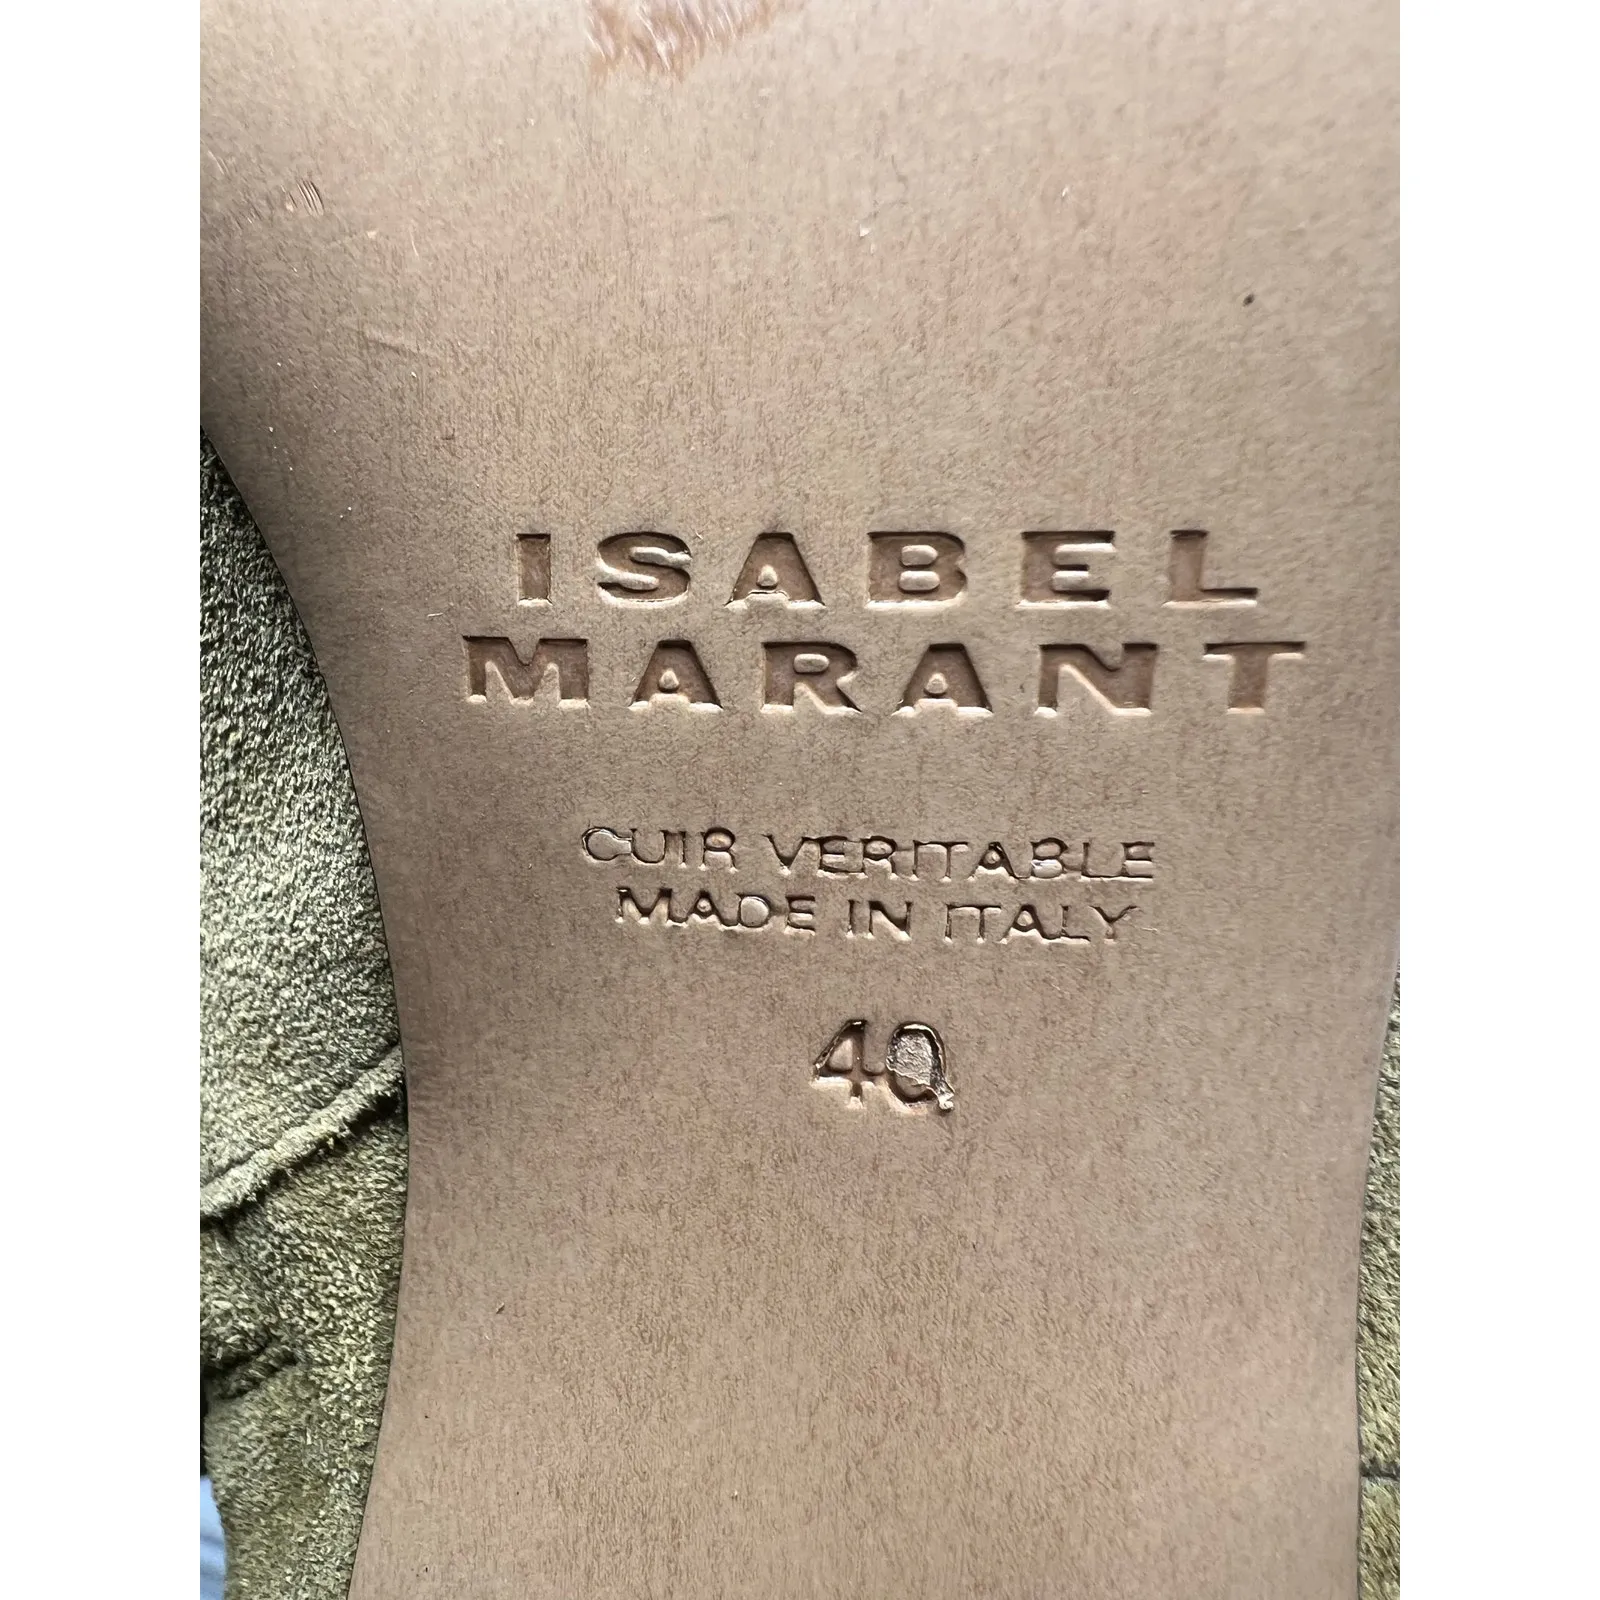 ISABEL
MARANT
CUIR VERITABLE
MADE IN ITALY
40